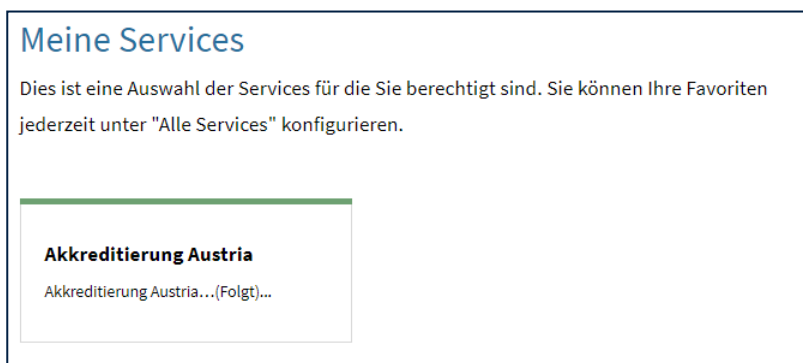 Meine Services
Dies ist eine Auswahl der Services für die Sie berechtigt sind. Sie können Ihre Favoriten
jederzeit unter "Alle Services" konfigurieren.
Akkreditierung Austria
Akkreditierung Austria...(Folgt)...